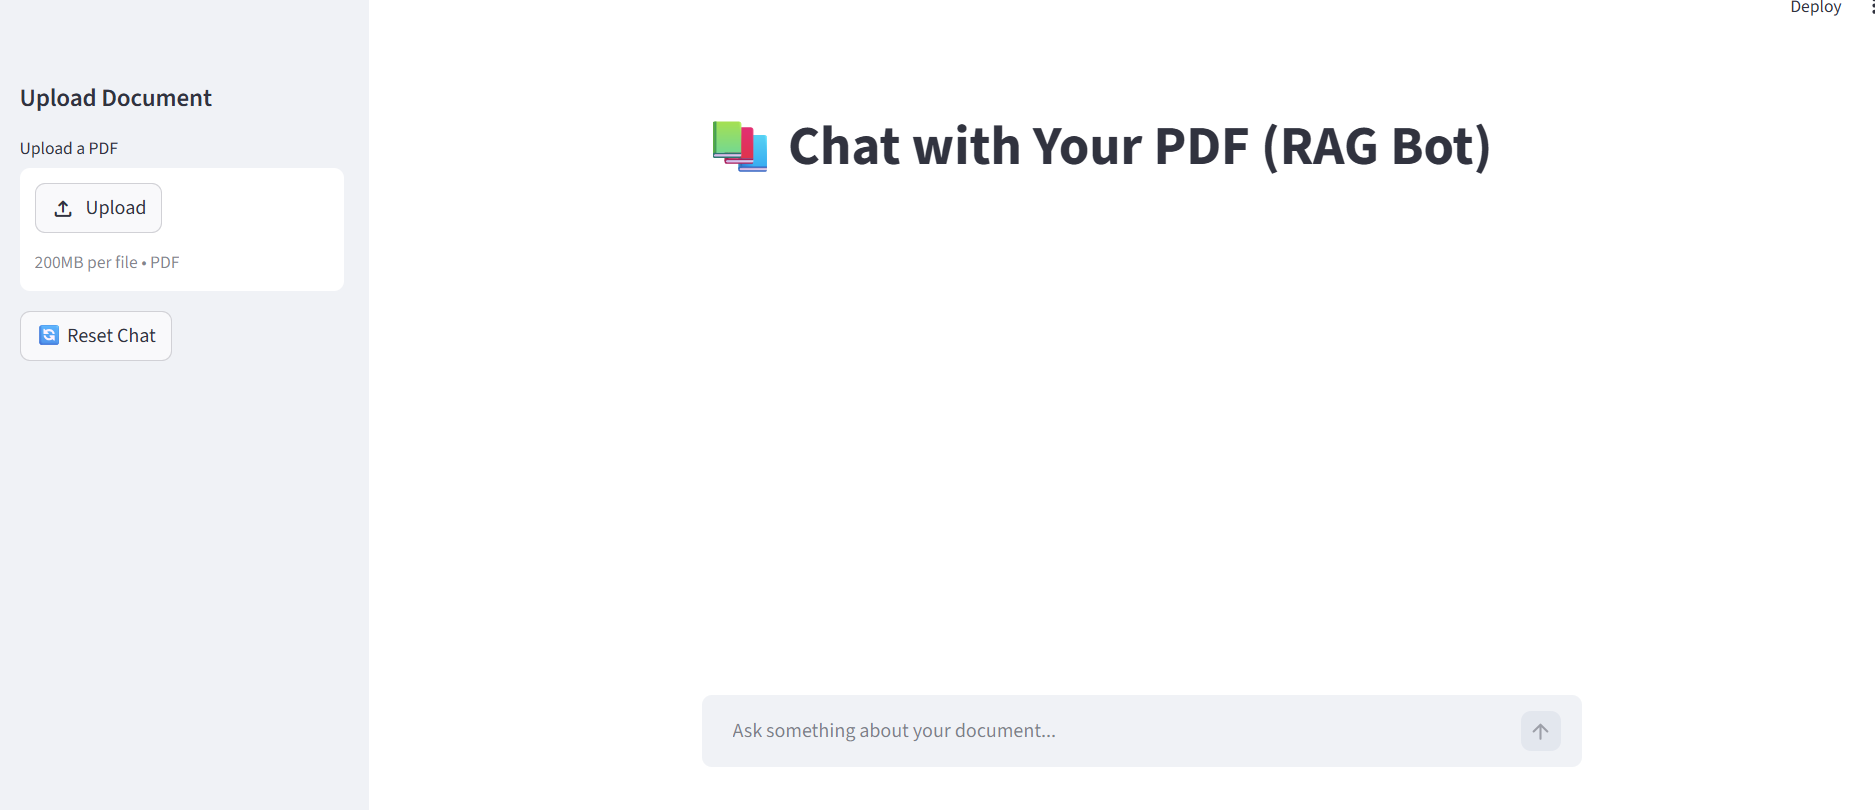 Deploy
Upload Document
Upload a PDF
Upload
200MB per file • PDF
Reset Chat
Chat with Your PDF (RAG Bot)
Ask something about your document...